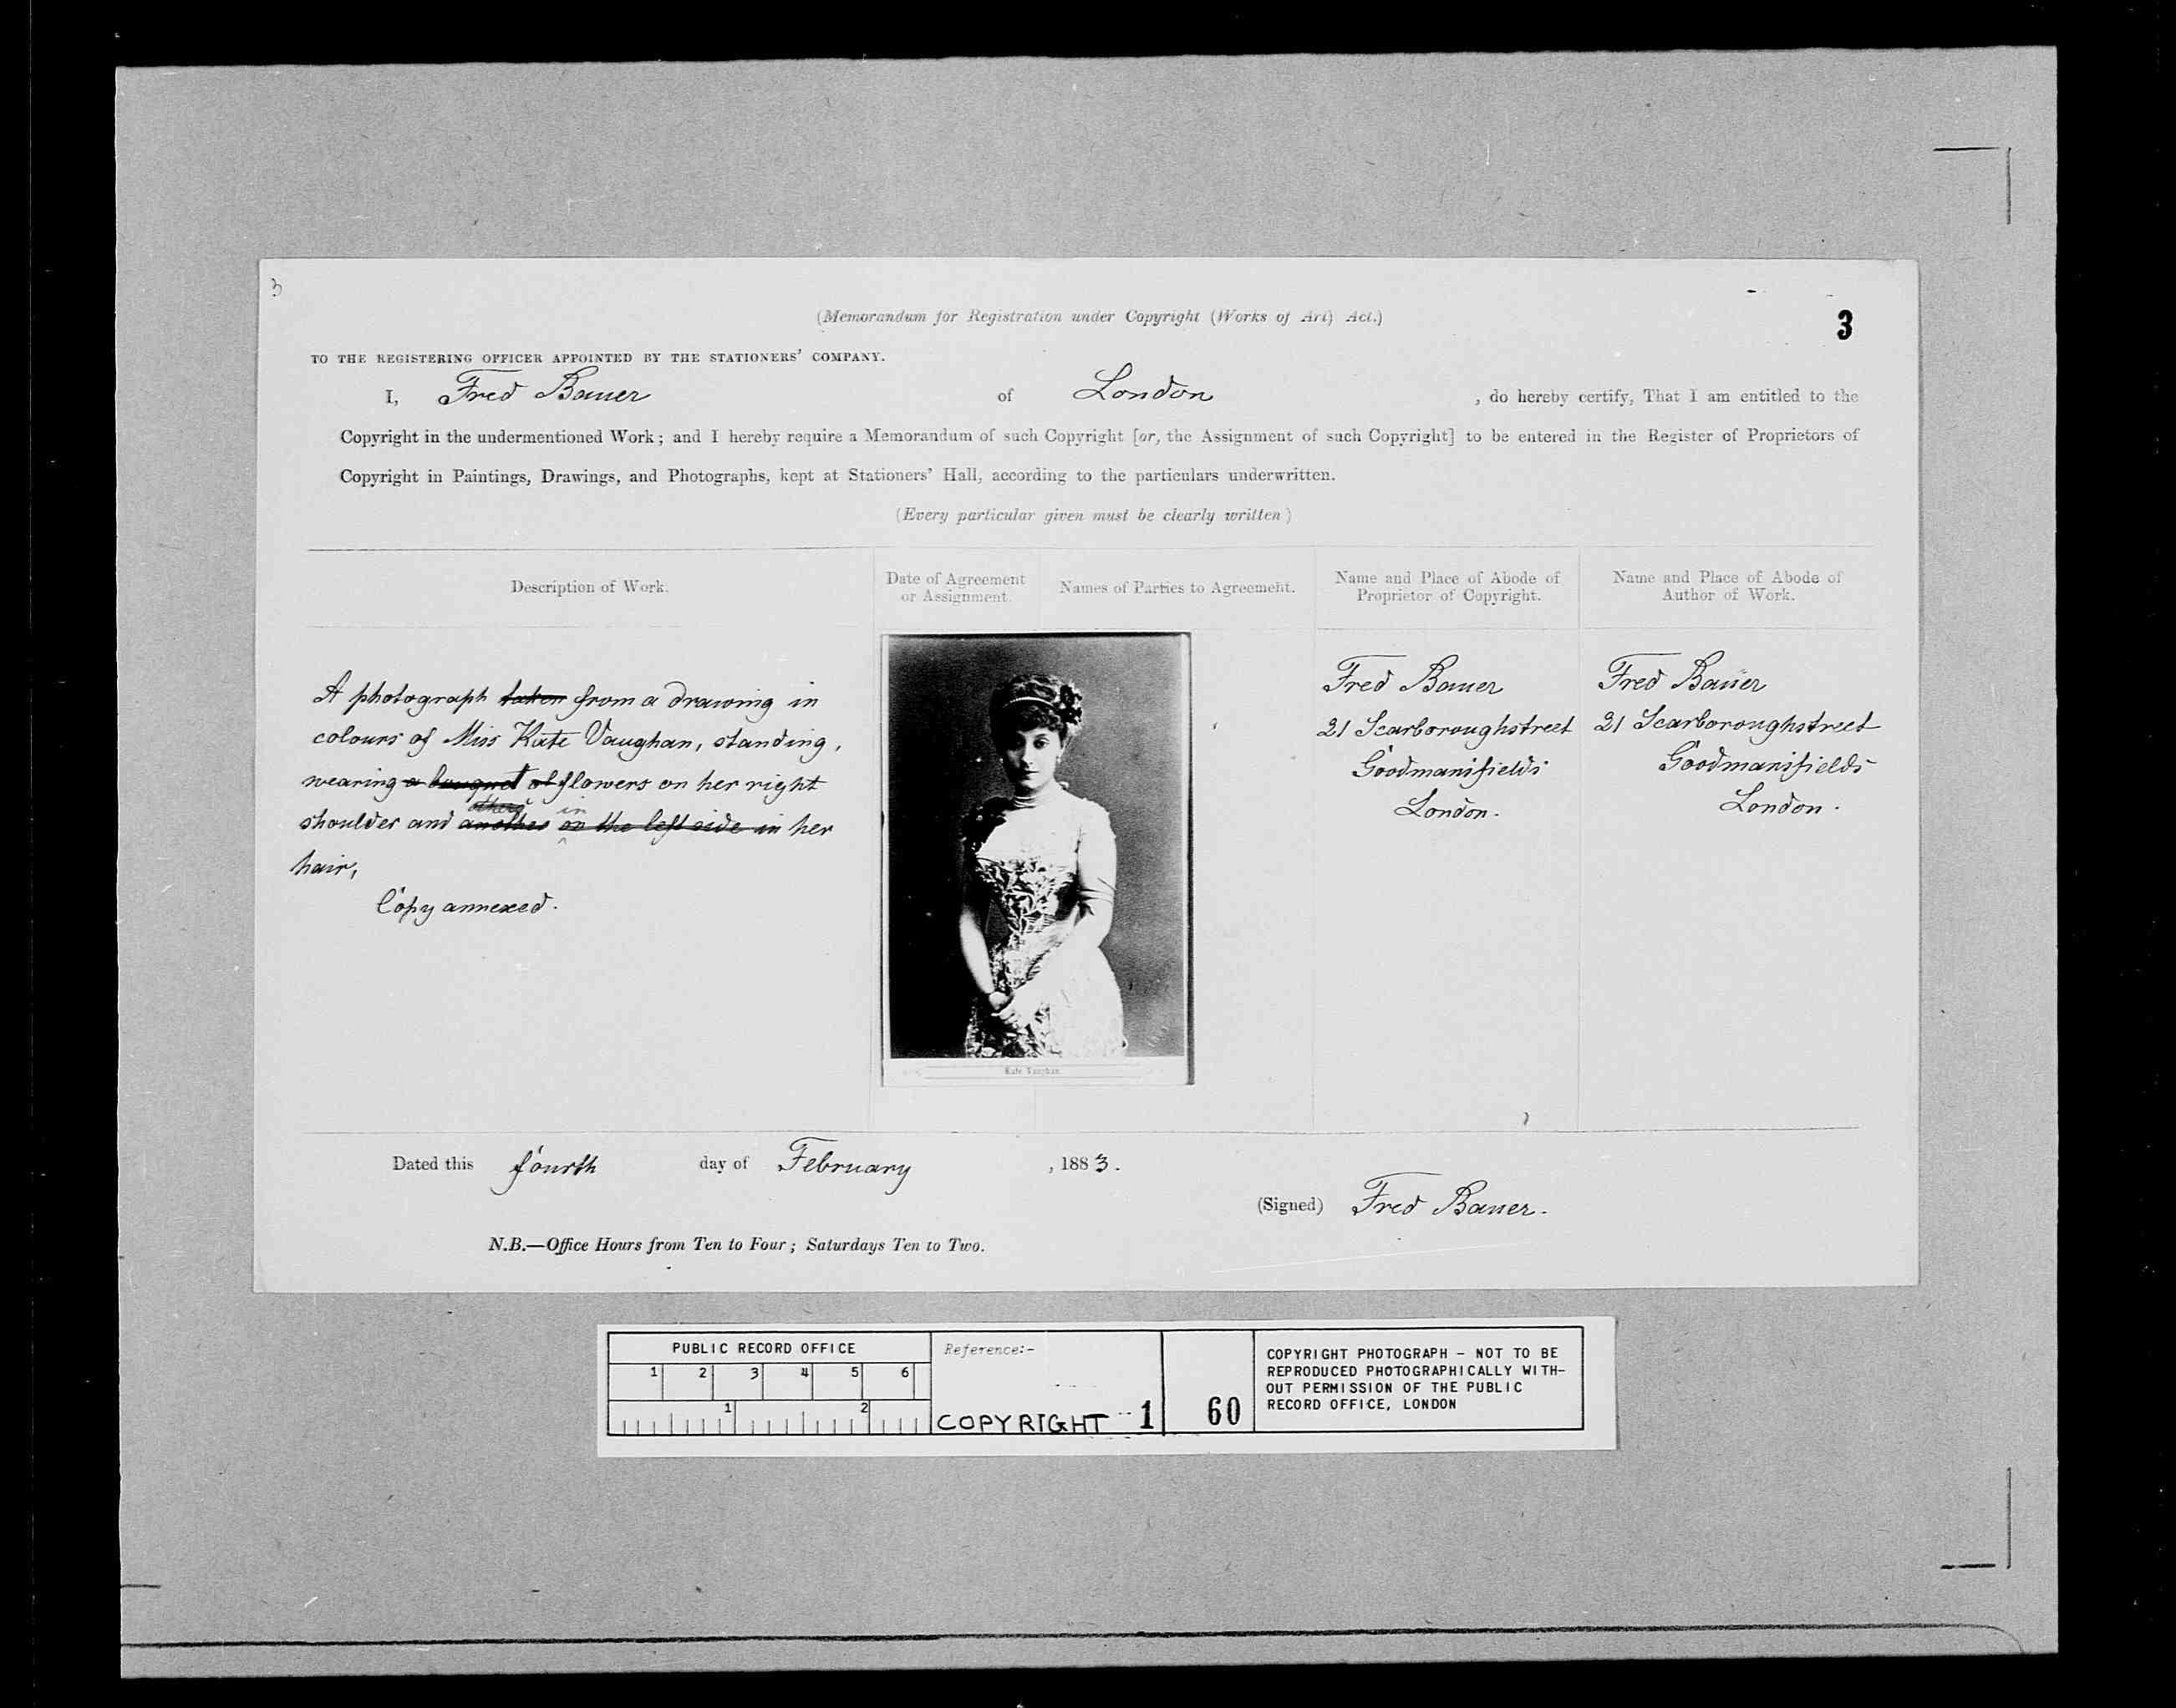 3
(Memorandum for Registration under Copyright (Works of Art) Act.)
3
TO THE REGISTERING OFFICER APPOINTED BY THE STATIONERS' COMPANY.
I, Fred Bauer of London , do hereby certify, That I am entitled to the
Copyright in the undermentioned Work; and I hereby require a Memorandum of such Copyright [or, the Assignment of such Copyright] to be entered in the Register of Proprietors of
Copyright in Paintings, Drawings, and Photographs, kept at Stationers' Hall, according to the particulars underwritten.
(Every particular given must be clearly written)
Description of Work.
Date of Agreement
or Assignment.
Names of Parties to Agreement.
Name and Place of Abode of
Proprietor of Copyright.
Name and Place of Abode of
Author of Work.
A photograph taken from a drawing in
colours of Miss Kate Vaughan, standing,
wearing a bouquet of flowers on her right
others in
shoulder and another on the left side in her
hair,
Copy annexed.
Kate Vaughan
Fred Bauer
21 Scarboroughstreet
Goodmansfields
London.
Fred Bauer
21 Scarboroughstreet
Goodmansfields
London.
Dated this fourth day of February , 1883.
(Signed) Fred Bauer.
N.B.—Office Hours from Ten to Four; Saturdays Ten to Two.
PUBLIC RECORD OFFICE
1 2 3 4 5 6
1 2
Reference:-
COPYRIGHT 1
60
COPYRIGHT PHOTOGRAPH - NOT TO BE
REPRODUCED PHOTOGRAPHICALLY WITH-
OUT PERMISSION OF THE PUBLIC
RECORD OFFICE, LONDON